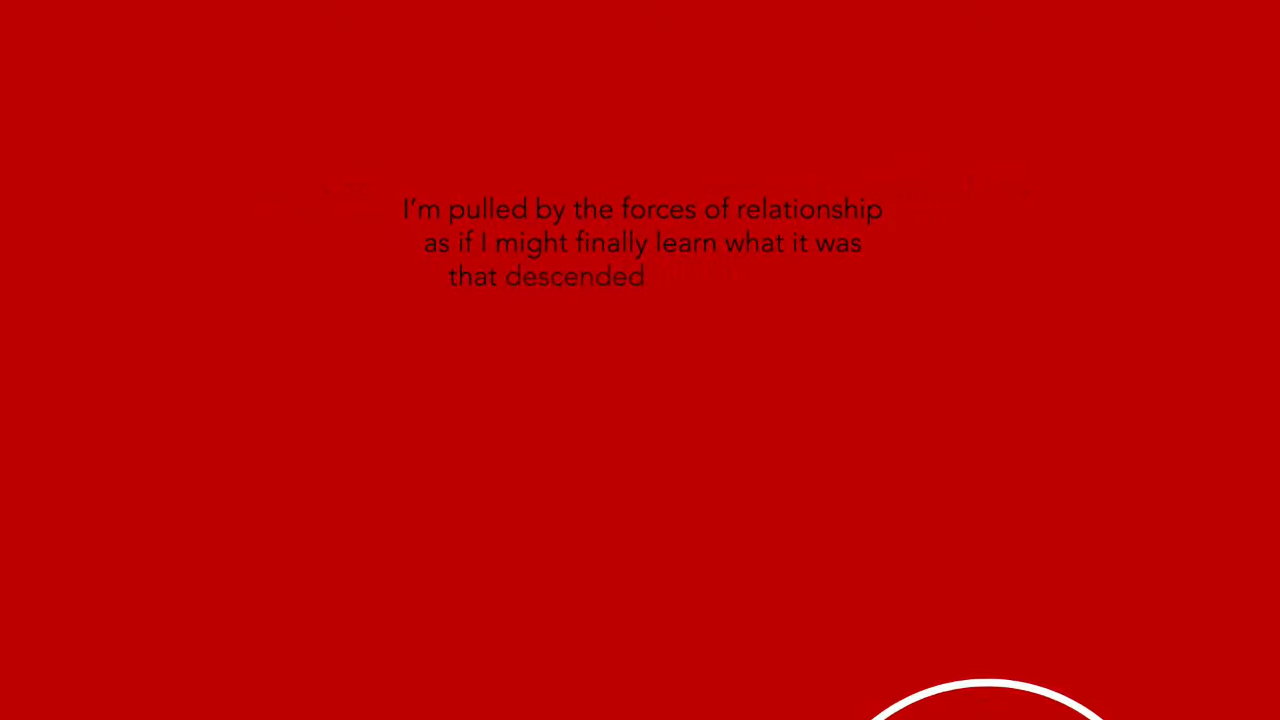 I’m pulled by the forces of relationship
as if I might finally learn what it was
that descended